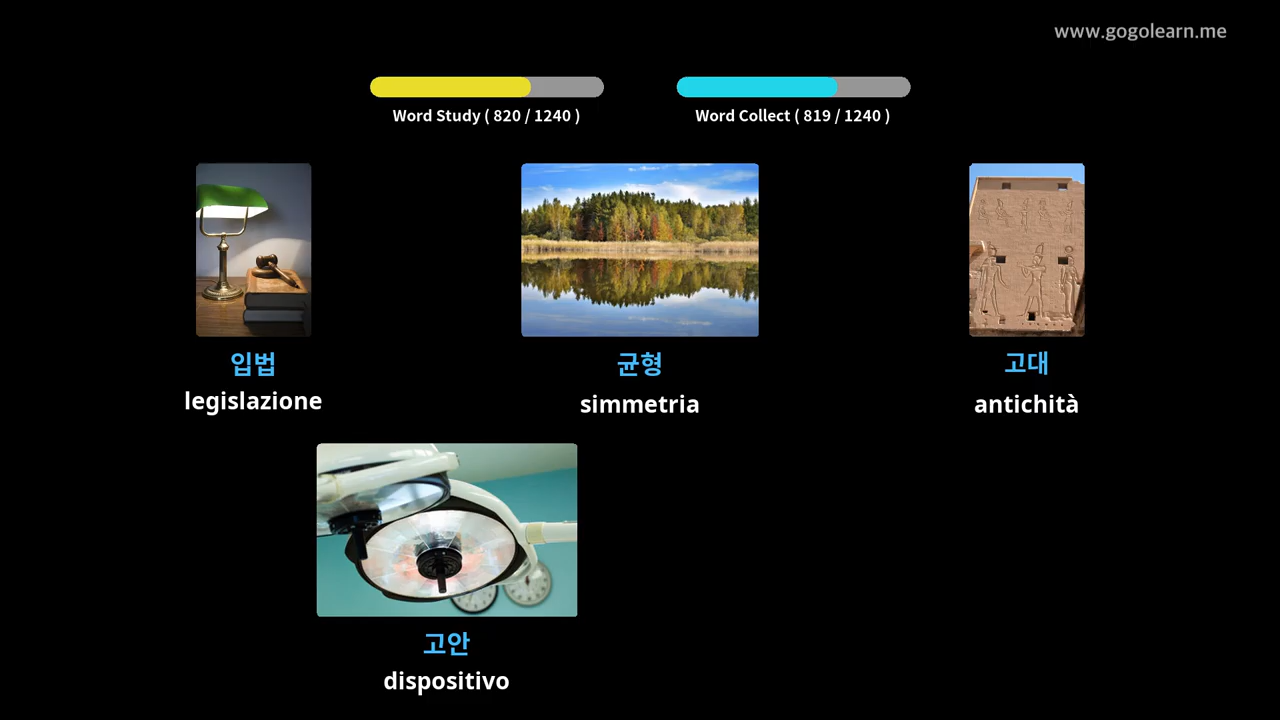 www.gogolearn.me
Word Study ( 820 / 1240 )
Word Collect ( 819 / 1240 )
입법
legislazione
균형
simmetria
고대
antichità
고안
dispositivo